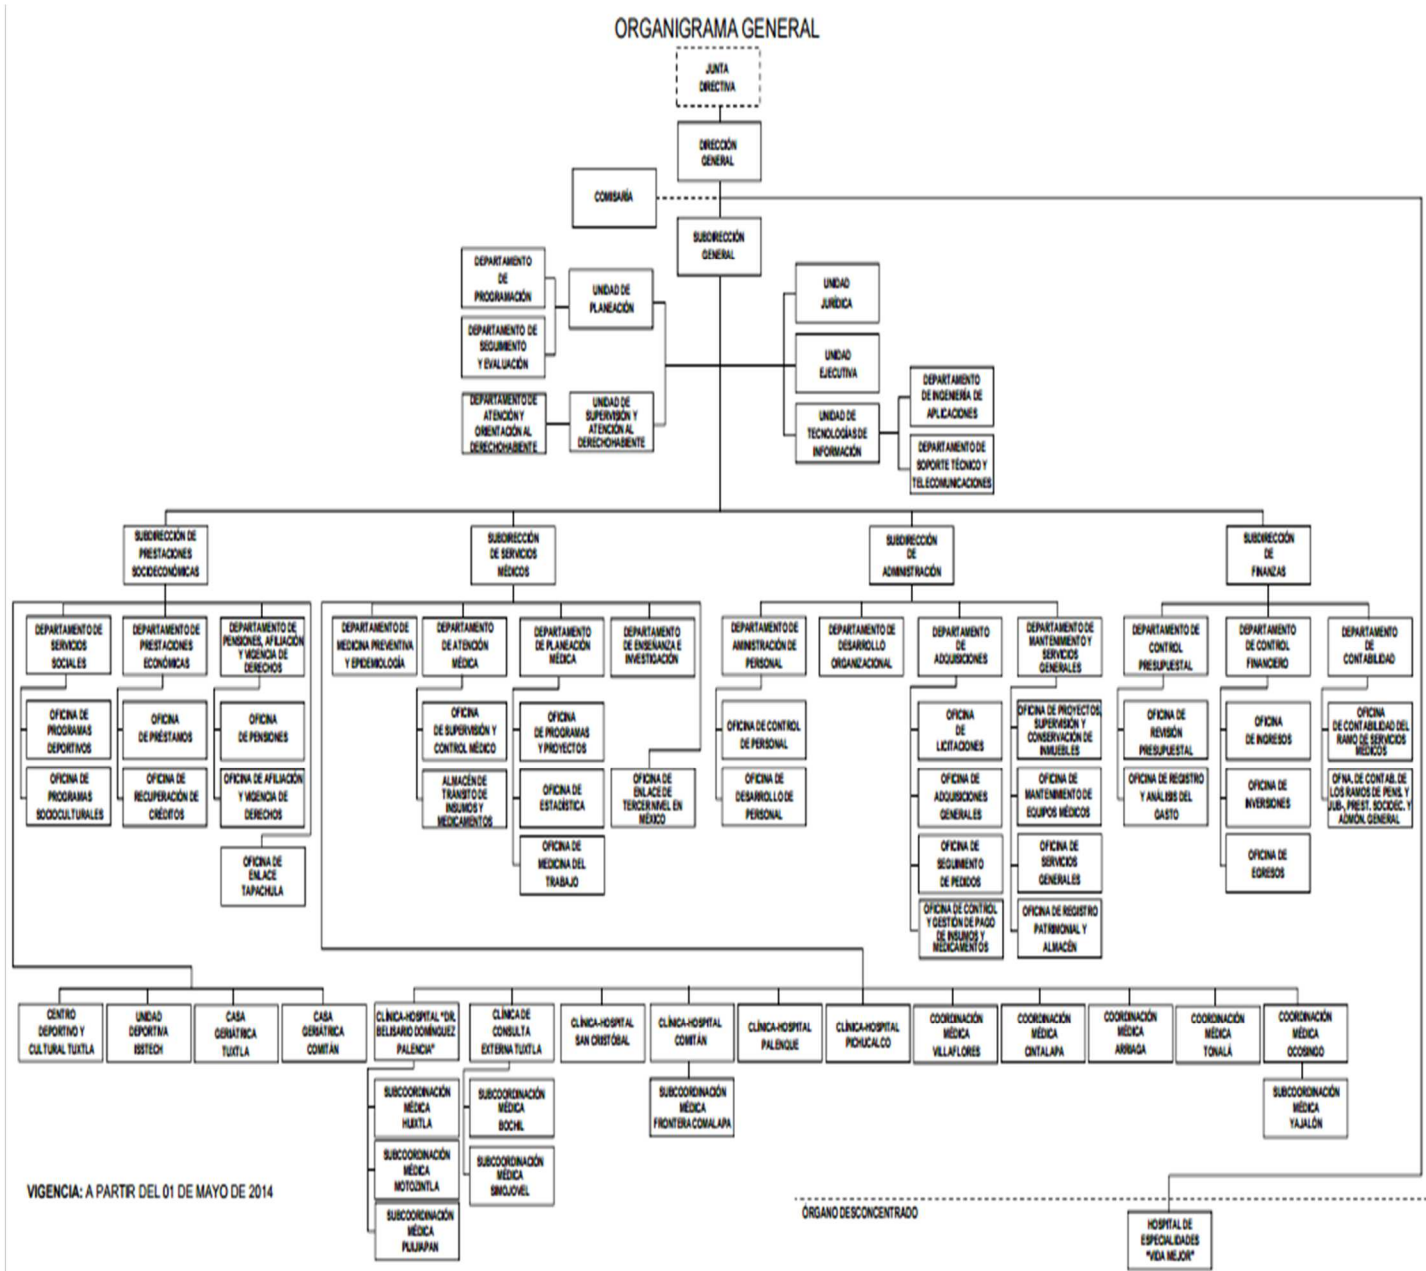 ORGANIGRAMA GENERAL
JUNTA
DIRECTIVA
DIRECCIÓN
GENERAL
COMISARÍA
SUBDIRECCIÓN
GENERAL
DEPARTAMENTO
DE
PROGRAMACIÓN
UNIDAD DE
PLANEACIÓN
DEPARTAMENTO DE
SEGUIMIENTO
Y EVALUACIÓN
DEPARTAMENTO DE
ATENCIÓN Y
ORIENTACIÓN AL
DERECHOHABIENTE
UNIDAD DE
SUPERVISIÓN Y
ATENCIÓN AL
DERECHOHABIENTE
UNIDAD
JURÍDICA
UNIDAD
EJECUTIVA
UNIDAD DE
TECNOLOGÍAS DE
INFORMACIÓN
DEPARTAMENTO
DE INGENIERÍA DE
APLICACIONES
DEPARTAMENTO DE
SOPORTE TÉCNICO Y
TELECOMUNICACIONES
SUBDIRECCIÓN DE
PRESTACIONES
SOCIOECONÓMICAS
SUBDIRECCIÓN
DE SERVICIOS
MÉDICOS
SUBDIRECCIÓN
DE
ADMINISTRACIÓN
SUBDIRECCIÓN
DE
FINANZAS
DEPARTAMENTO DE
SERVICIOS
SOCIALES
DEPARTAMENTO DE
PRESTACIONES
ECONÓMICAS
DEPARTAMENTO DE
PENSIONES, AFILIACIÓN
Y VIGENCIA DE
DERECHOS
DEPARTAMENTO DE
MEDICINA PREVENTIVA
Y EPIDEMIOLOGÍA
DEPARTAMENTO
DE ATENCIÓN
MÉDICA
DEPARTAMENTO
DE PLANEACIÓN
MÉDICA
DEPARTAMENTO
DE ENSEÑANZA E
INVESTIGACIÓN
DEPARTAMENTO DE
AMINISTRACIÓN DE
PERSONAL
DEPARTAMENTO DE
DESARROLLO
ORGANIZACIONAL
DEPARTAMENTO
DE
ADQUISICIONES
DEPARTAMENTO DE
MANTENIMIENTO Y
SERVICIOS
GENERALES
DEPARTAMENTO DE
CONTROL
PRESUPUESTAL
DEPARTAMENTO
DE CONTROL
FINANCIERO
DEPARTAMENTO
DE CONTABILIDAD
OFICINA DE
PROGRAMAS
DEPORTIVOS
OFICINA
DE PRÉSTAMOS
OFICINA
DE PENSIONES
OFICINA
DE SUPERVISIÓN Y
CONTROL MÉDICO
OFICINA
DE PROGRAMAS
Y PROYECTOS
OFICINA DE CONTROL
DE PERSONAL
OFICINA
DE
LICITACIONES
OFICINA DE PROYECTOS,
SUPERVISIÓN Y
CONSERVACIÓN DE
INMUEBLES
OFICINA DE
REVISIÓN
PRESUPUESTAL
OFICINA
DE INGRESOS
OFICINA
DE CONTABILIDAD DEL
RAMO DE SERVICIOS
MÉDICOS
OFICINA DE
PROGRAMAS
SOCIOCULTURALES
OFICINA DE
RECUPERACIÓN DE
CRÉDITOS
OFICINA DE AFILIACIÓN
Y VIGENCIA DE
DERECHOS
ALMACÉN DE
TRÁNSITO DE
INSUMOS Y
MEDICAMENTOS
OFICINA DE
ESTADÍSTICA
OFICINA DE
ENLACE DE
TERCER NIVEL EN
MÉXICO
OFICINA DE
DESARROLLO DE
PERSONAL
OFICINA DE
ADQUISICIONES
GENERALES
OFICINA DE
MANTENIMIENTO DE
EQUIPOS MÉDICOS
OFICINA DE REGISTRO
Y ANÁLISIS DEL
GASTO
OFICINA DE
INVERSIONES
OFNA. DE CONTAB. DE
LOS RAMOS DE PENS. Y
JUB-, PREST. SOCIOEC. Y
ADMÓN. GENERAL
OFICINA DE
ENLACE
TAPACHULA
OFICINA DE
MEDICINA DEL
TRABAJO
OFICINA DE
SEGUIMIENTO
DE PEDIDOS
OFICINA DE
SERVICIOS
GENERALES
OFICINA DE
EGRESOS
OFICINA DE CONTROL
Y GESTIÓN DE PAGO
DE INSUMOS Y
MEDICAMENTOS
OFICINA DE REGISTRO
PATRIMONIAL Y
ALMACÉN
CENTRO
DEPORTIVO Y
CULTURAL TUXTLA
UNIDAD
DEPORTIVA
ISSTECH
CASA
GERIÁTRICA
TUXTLA
CASA
GERIÁTRICA
COMITÁN
CLÍNICA-HOSPITAL "DR.
BELISARIO DOMÍNGUEZ
PALENCIA"
CLÍNICA DE
CONSULTA
EXTERNA TUXTLA
CLÍNICA-HOSPITAL
SAN CRISTÓBAL
CLÍNICA-HOSPITAL
COMITÁN
CLÍNICA-HOSPITAL
PALENQUE
CLÍNICA-HOSPITAL
PICHUCALCO
COORDINACIÓN
MÉDICA
VILLAFLORES
COORDINACIÓN
MÉDICA
CINTALAPA
COORDINACIÓN
MÉDICA
ARRIAGA
COORDINACIÓN
MÉDICA
TONALÁ
COORDINACIÓN
MÉDICA
OCOSINGO
SUBCOORDINACIÓN
MÉDICA
HUIXTLA
SUBCOORDINACIÓN
MÉDICA
BOCHIL
SUBCOORDINACIÓN
MÉDICA
FRONTERA COMALAPA
SUBCOORDINACIÓN
MÉDICA
YAJALÓN
SUBCOORDINACIÓN
MÉDICA
MOTOZINTLA
SUBCOORDINACIÓN
MÉDICA
SIMOJOVEL
SUBCOORDINACIÓN
MÉDICA
PIJIJIAPAN
VIGENCIA: A PARTIR DEL 01 DE MAYO DE 2014
ÓRGANO DESCONCENTRADO
HOSPITAL DE
ESPECIALIDADES
"VIDA MEJOR"